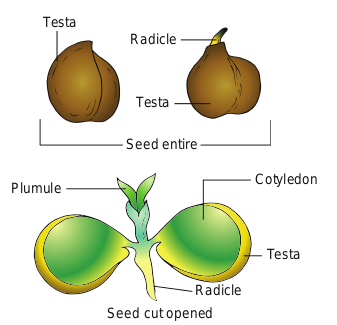 Testa
Radicle
Testa
Seed entire
Plumule
Cotyledon
Testa
Radicle
Seed cut opened